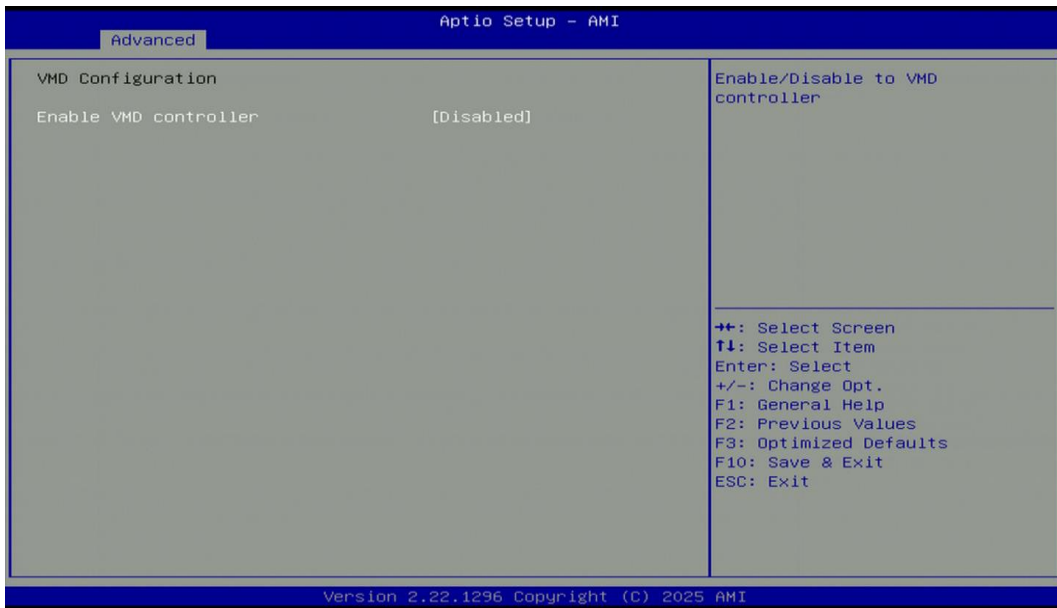 Aptio Setup - AMI
Advanced
VMD Configuration
Enable VMD controller [Disabled]
Enable/Disable to VMD
controller
→←: Select Screen
↑↓: Select Item
Enter: Select
+/-: Change Opt.
F1: General Help
F2: Previous Values
F3: Optimized Defaults
F10: Save & Exit
ESC: Exit
Version 2.22.1296 Copyright (C) 2025 AMI